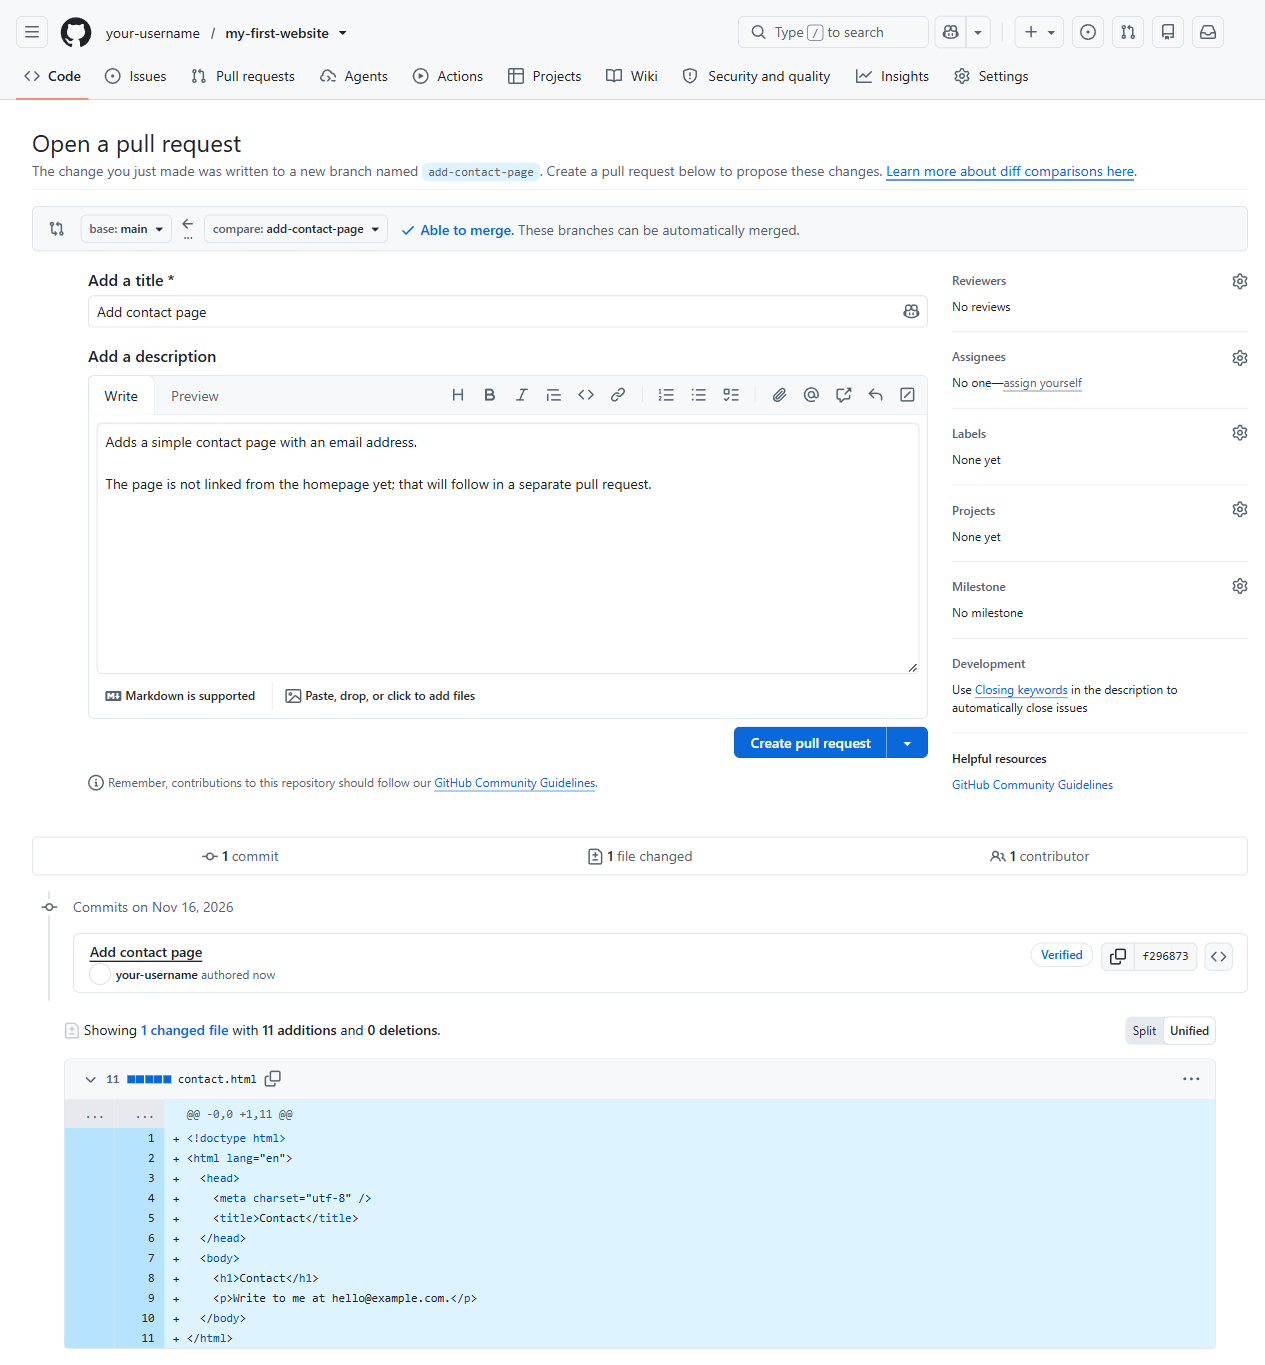 your-username / my-first-website
Type / to search
Code
Issues
Pull requests
Agents
Actions
Projects
Wiki
Security and quality
Insights
Settings
Open a pull request
The change you just made was written to a new branch named add-contact-page. Create a pull request below to propose these changes. Learn more about diff comparisons here.
base: main
compare: add-contact-page
Able to merge. These branches can be automatically merged.
Add a title *
Add contact page
Add a description
Write
Preview
Adds a simple contact page with an email address.
The page is not linked from the homepage yet; that will follow in a separate pull request.
Markdown is supported
Paste, drop, or click to add files
Create pull request
Remember, contributions to this repository should follow our GitHub Community Guidelines.
Reviewers
No reviews
Assignees
No one—assign yourself
Labels
None yet
Projects
None yet
Milestone
No milestone
Development
Use Closing keywords in the description to
automatically close issues
Helpful resources
GitHub Community Guidelines
1 commit
1 file changed
1 contributor
Commits on Nov 16, 2026
Add contact page
your-username authored now
Verified
f296873
Showing 1 changed file with 11 additions and 0 deletions.
Split
Unified
11 contact.html
... ... @@ -0,0 +1,11 @@
1 + <!doctype html>
2 + <html lang="en">
3 + <head>
4 + <meta charset="utf-8" />
5 + <title>Contact</title>
6 + </head>
7 + <body>
8 + <h1>Contact</h1>
9 + <p>Write to me at hello@example.com.</p>
10 + </body>
11 + </html>